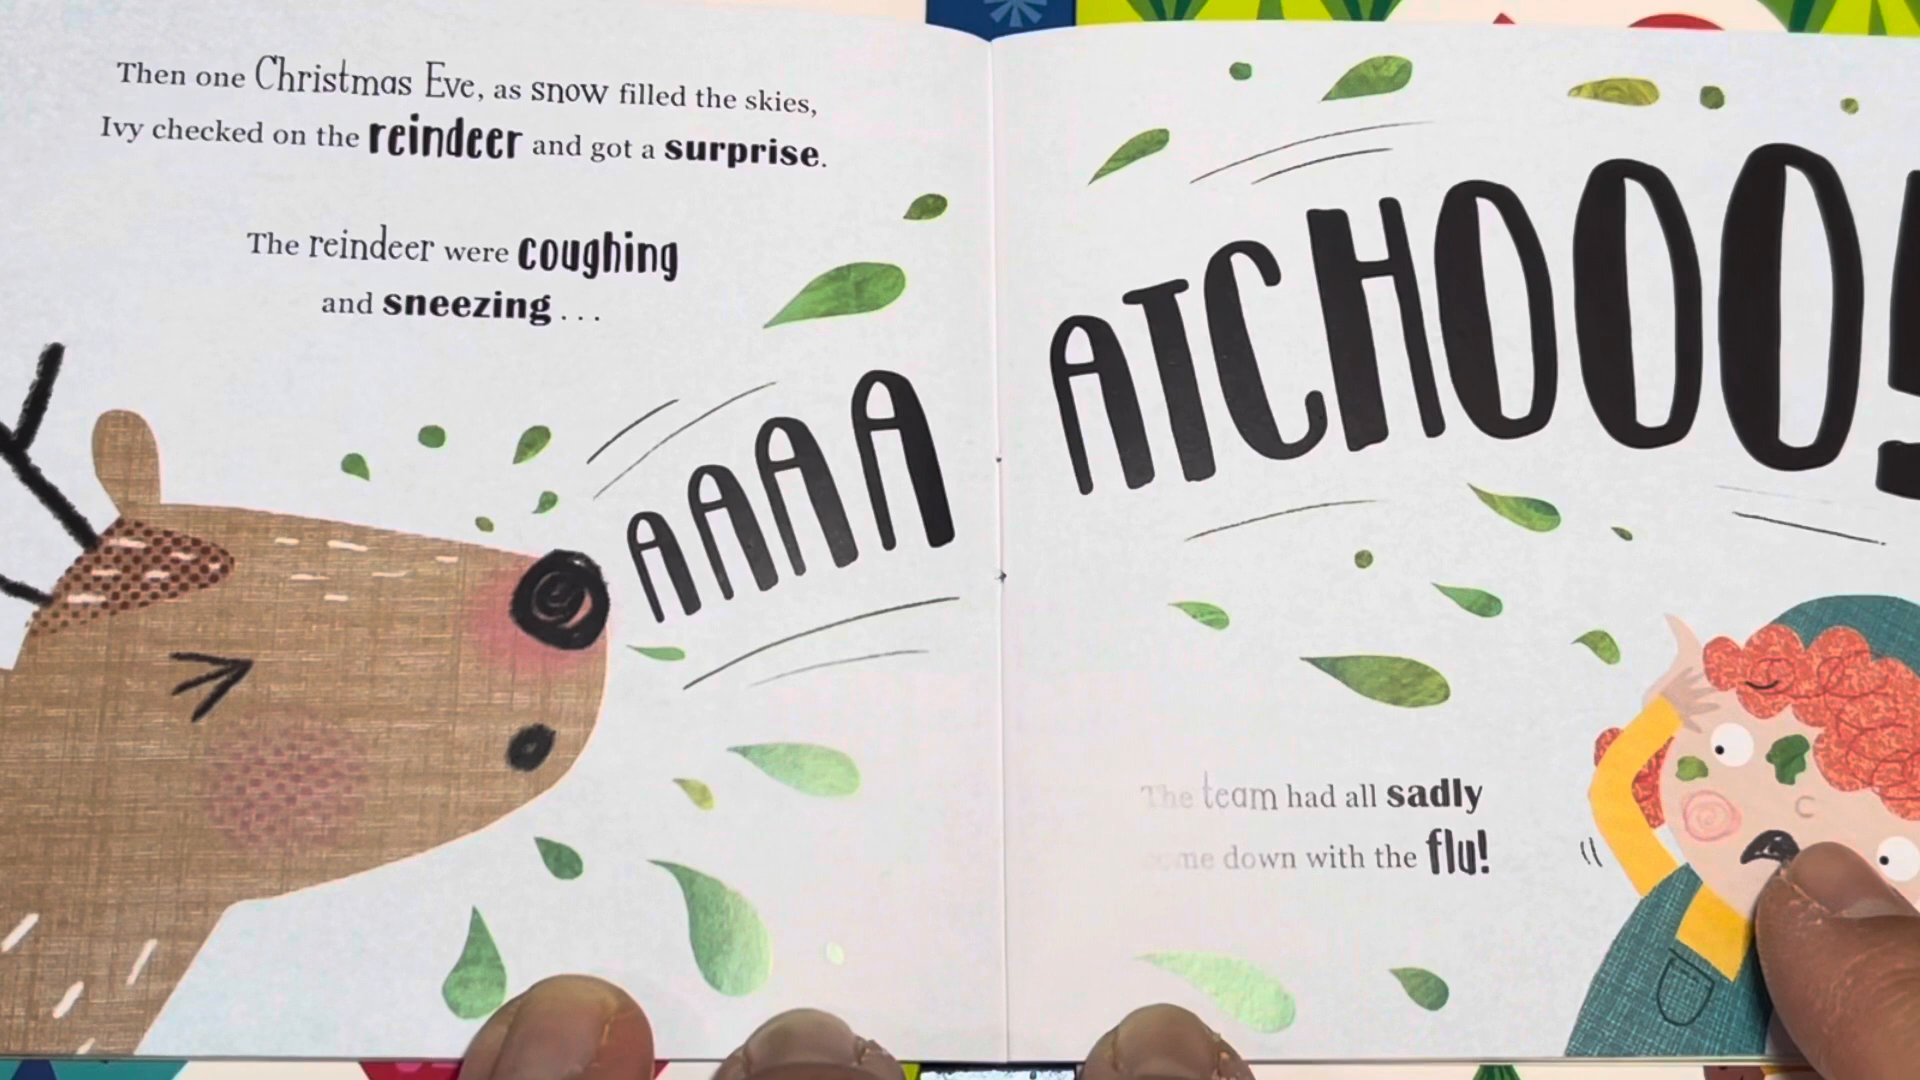 Then one Christmas Eve, as snow filled the skies,
Ivy checked on the reindeer and got a surprise.
The reindeer were coughing
and sneezing . . .
AAAA
ATCHOOO!
The team had all sadly
come down with the flu!